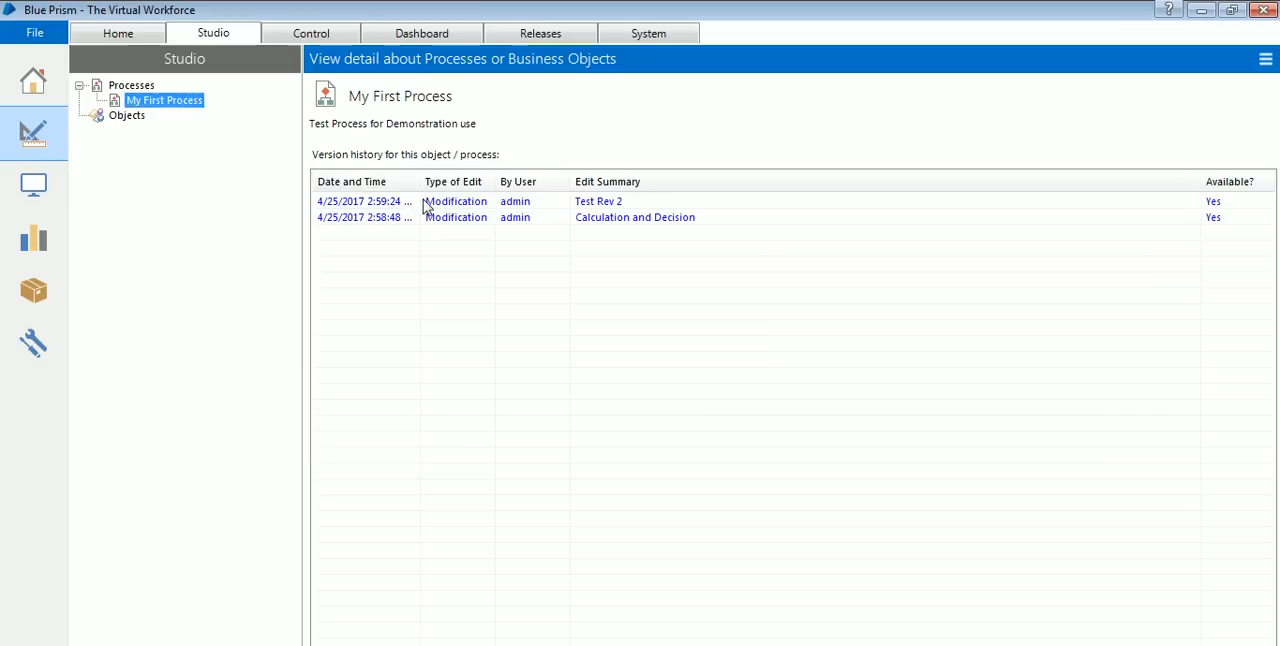 Blue Prism - The Virtual Workforce
?
File
Home Studio Control Dashboard Releases System
Studio
View detail about Processes or Business Objects
Processes
My First Process
Objects
My First Process
Test Process for Demonstration use
Version history for this object / process:
Date and Time Type of Edit By User Edit Summary Available?
4/25/2017 2:59:24 ... Modification admin Test Rev 2 Yes
4/25/2017 2:58:48 ... Modification admin Calculation and Decision Yes